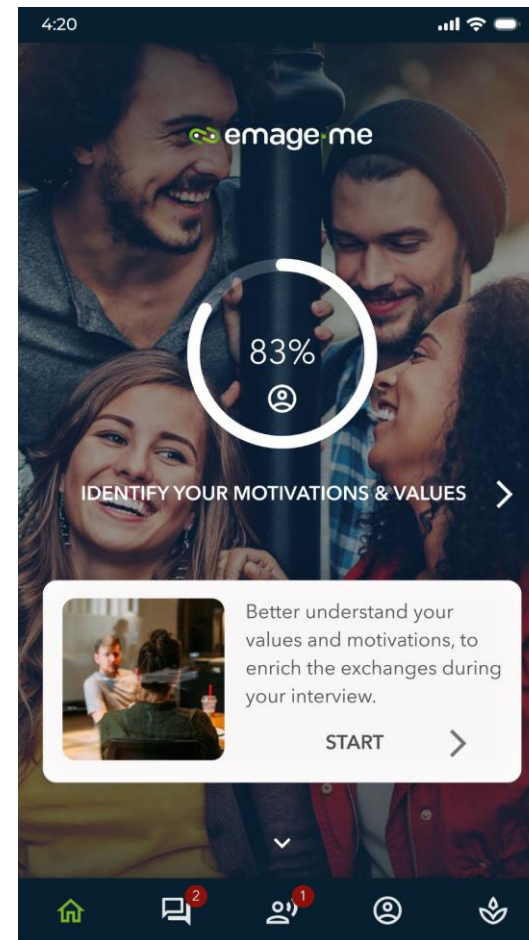 4:20
emage·me
83%
IDENTIFY YOUR MOTIVATIONS & VALUES
Better understand your
values and motivations, to
enrich the exchanges during
your interview.
START
2
1